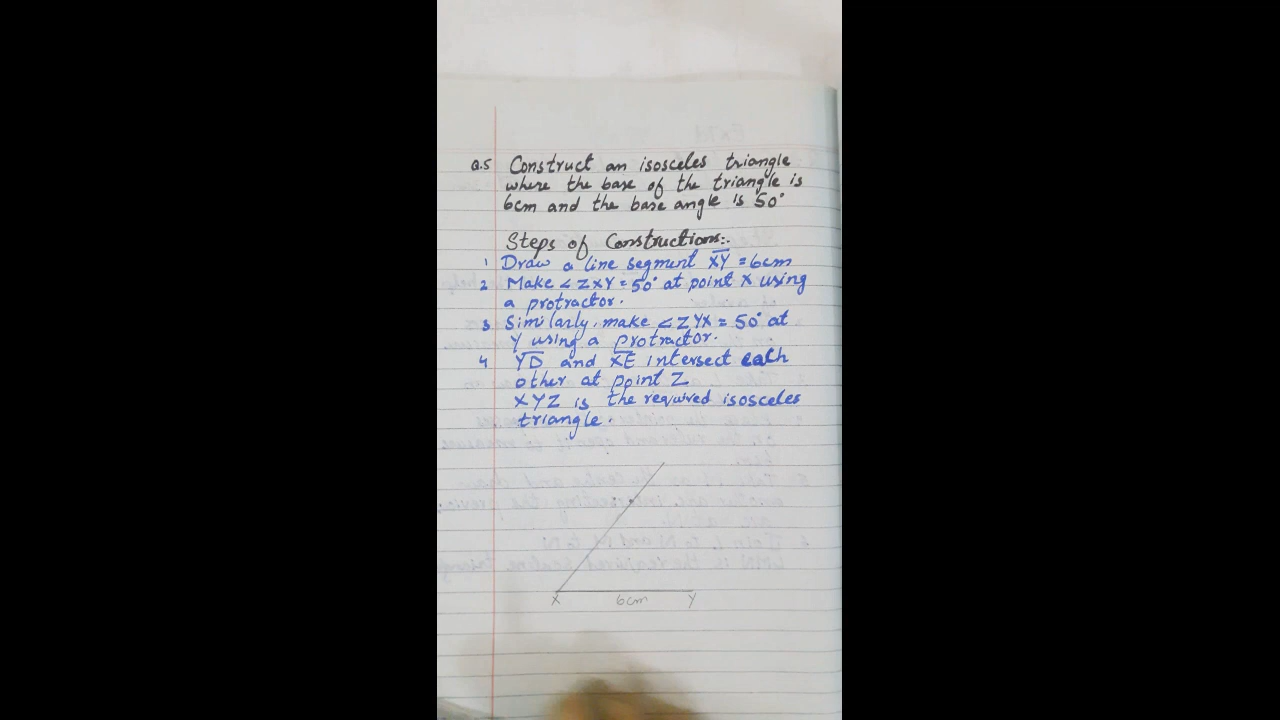 Q.5 Construct an isosceles triangle
where the base of the triangle is
6cm and the base angle is 50°
Steps of Constructions:-
1 Draw a line segment XY = 6cm
2 Make ∠ZXY = 50° at point X using
a protractor.
3 Similarly, make ∠ZYX = 50° at
Y using a protractor.
4 YD and XE intersect each
other at point Z
XYZ is the required isosceles
triangle.
X 6cm Y